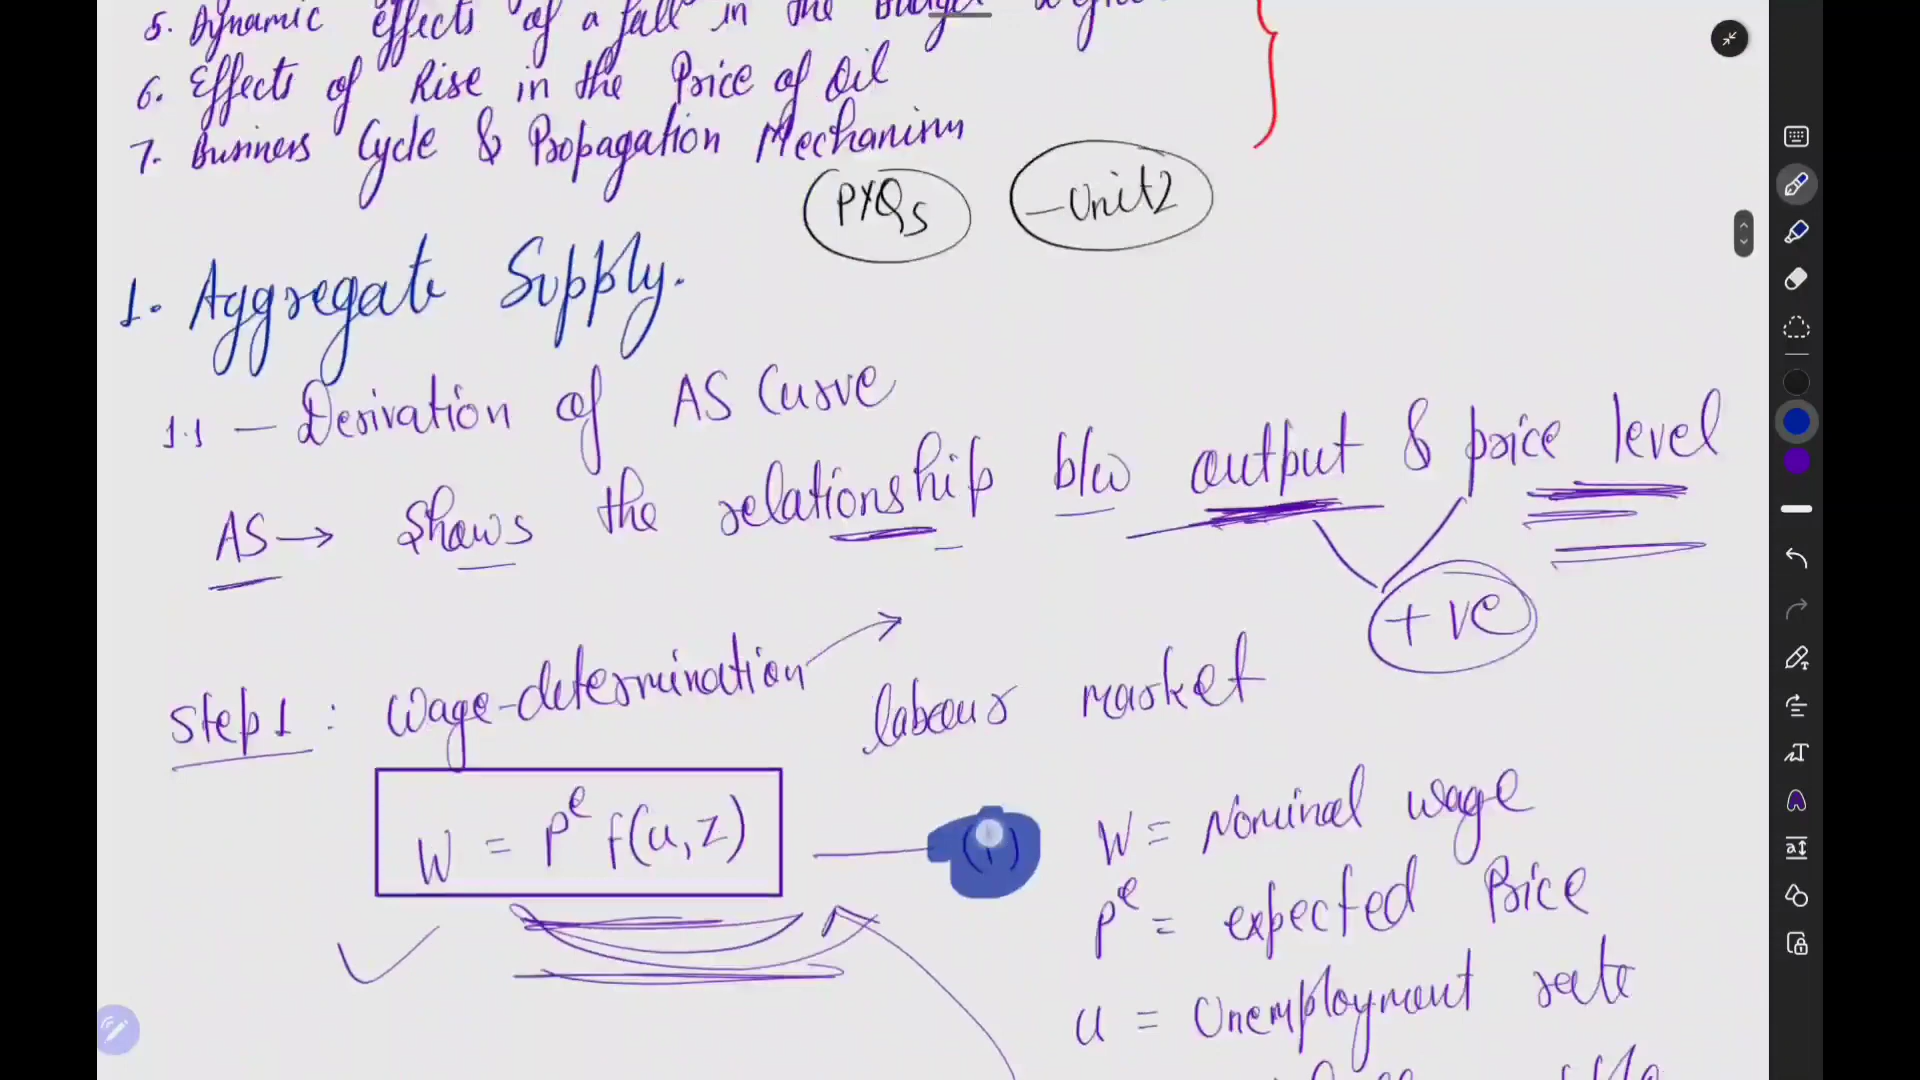 5. Dynamic effects of a fall in the Budget
6. Effects of Rise in the Price of Oil
7. Business Cycle & Propagation Mechanism
PYQs - Unit 2
1. Aggregate Supply.
1.1 - Derivation of AS Curve
AS → Shows the relationship b/w output & price level
+ve
Step 1 : Wage-determination → labour market
W = P^e f(u, z) — (1)
W = Nominal wage
P^e = expected Price
u = Unemployment rate